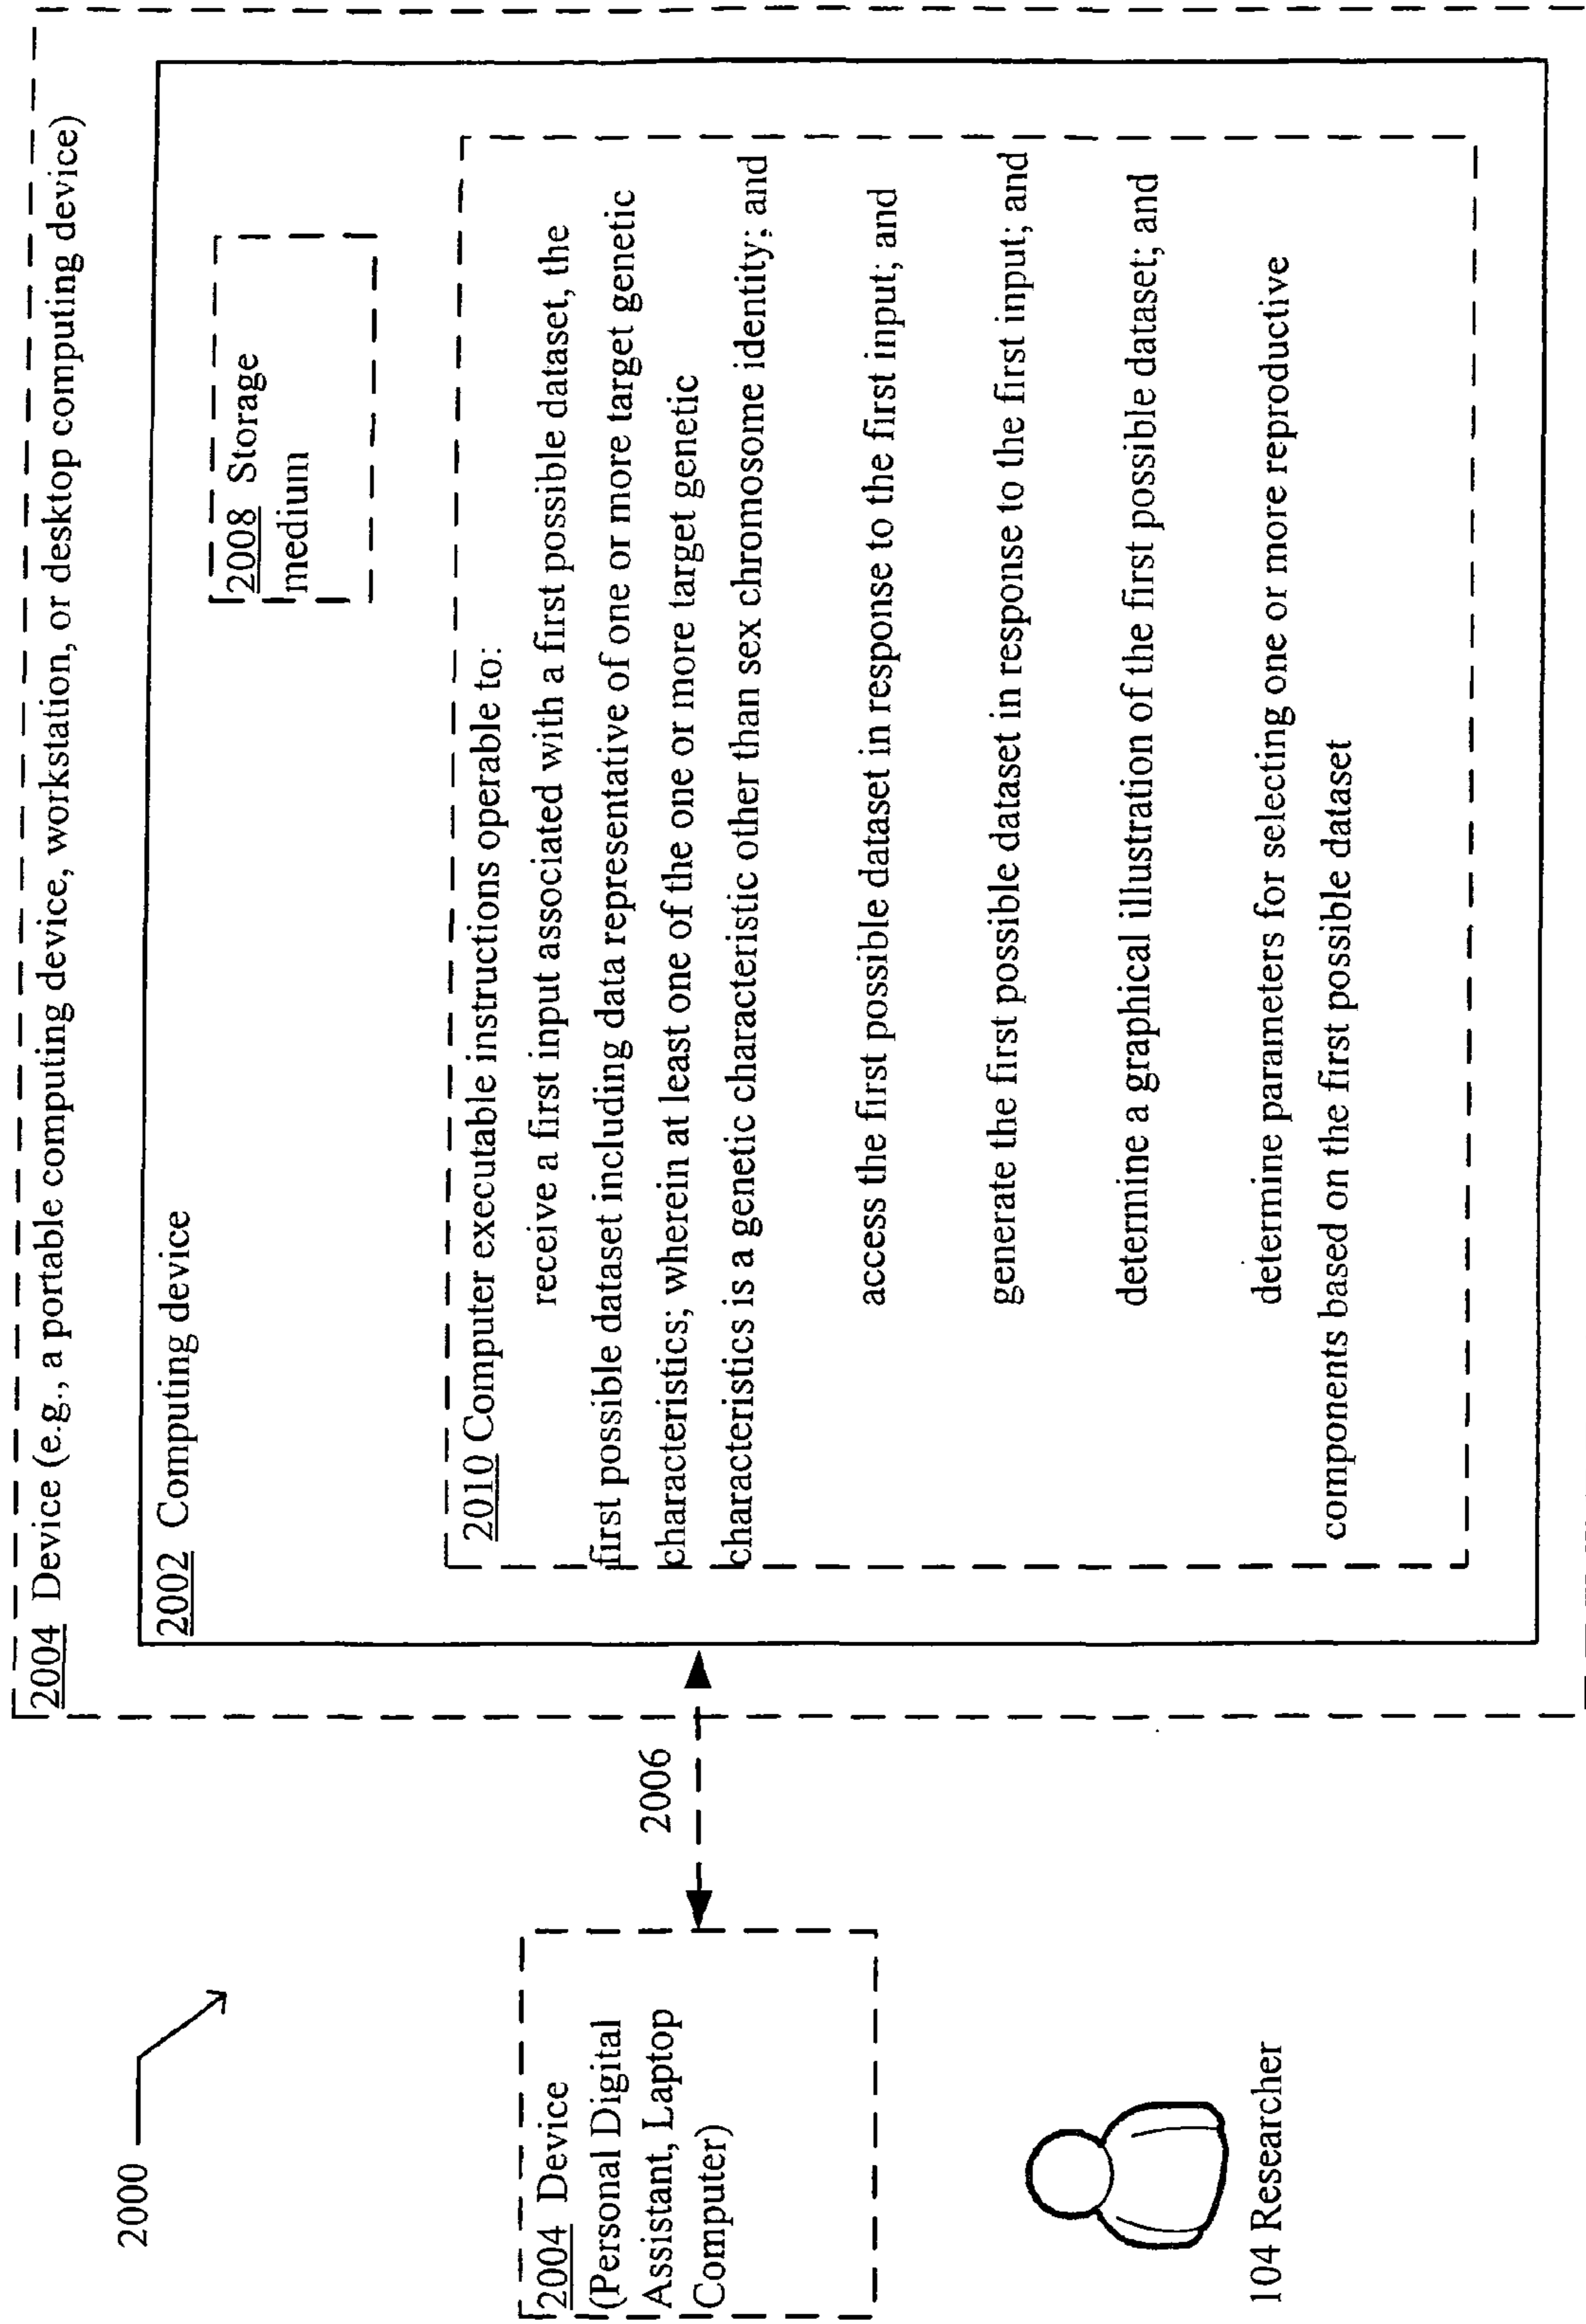 2000
2004 Device (e.g., a portable computing device, workstation, or desktop computing device)
2002 Computing device
2008 Storage
medium
2010 Computer executable instructions operable to:
receive a first input associated with a first possible dataset, the
first possible dataset including data representative of one or more target genetic
characteristics; wherein at least one of the one or more target genetic
characteristics is a genetic characteristic other than sex chromosome identity; and
access the first possible dataset in response to the first input; and
generate the first possible dataset in response to the first input; and
determine a graphical illustration of the first possible dataset; and
determine parameters for selecting one or more reproductive
components based on the first possible dataset
2006
2004 Device
(Personal Digital
Assistant, Laptop
Computer)
104 Researcher